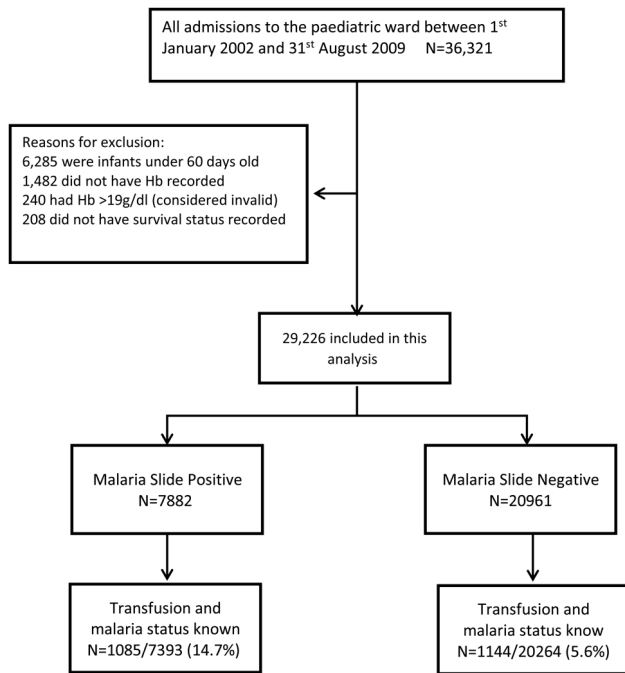 All admissions to the paediatric ward between 1st
January 2002 and 31st August 2009 N=36,321
Reasons for exclusion:
6,285 were infants under 60 days old
1,482 did not have Hb recorded
240 had Hb >19g/dl (considered invalid)
208 did not have survival status recorded
29,226 included in this
analysis
Malaria Slide Positive
N=7882
Malaria Slide Negative
N=20961
Transfusion and
malaria status known
N=1085/7393 (14.7%)
Transfusion and
malaria status know
N=1144/20264 (5.6%)